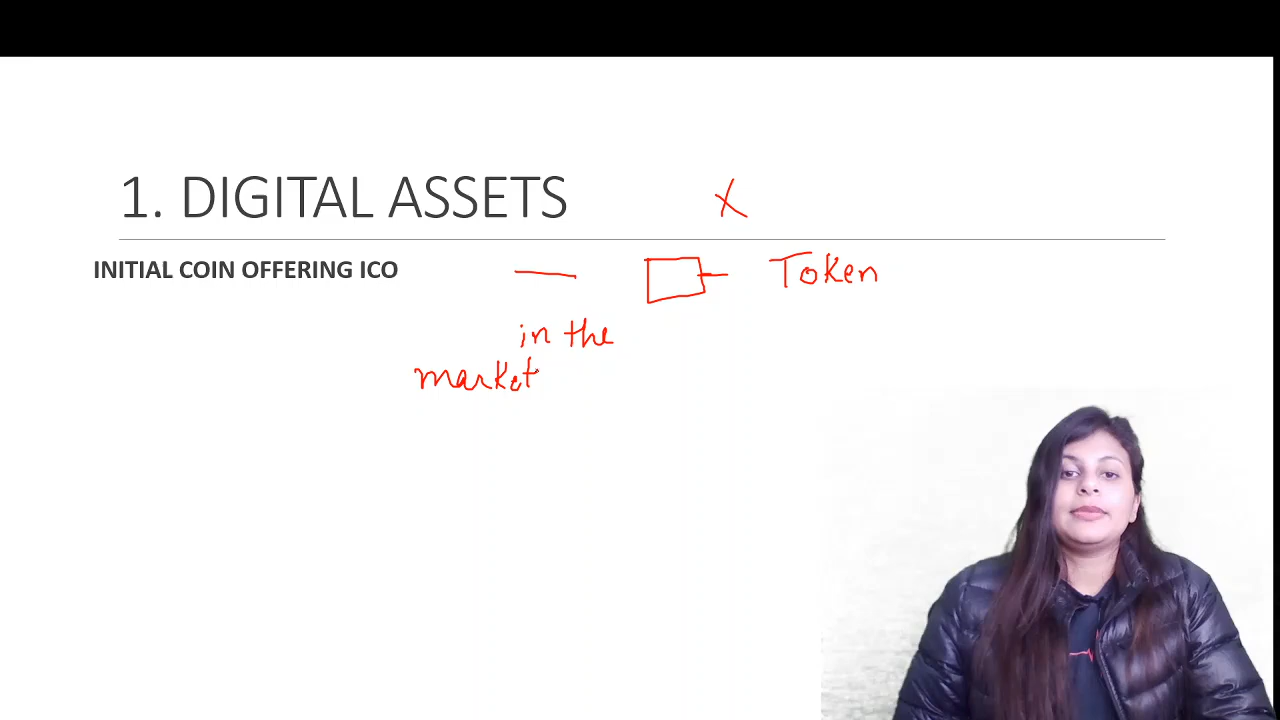 1. DIGITAL ASSETS
X
INITIAL COIN OFFERING ICO
Token
in the
market